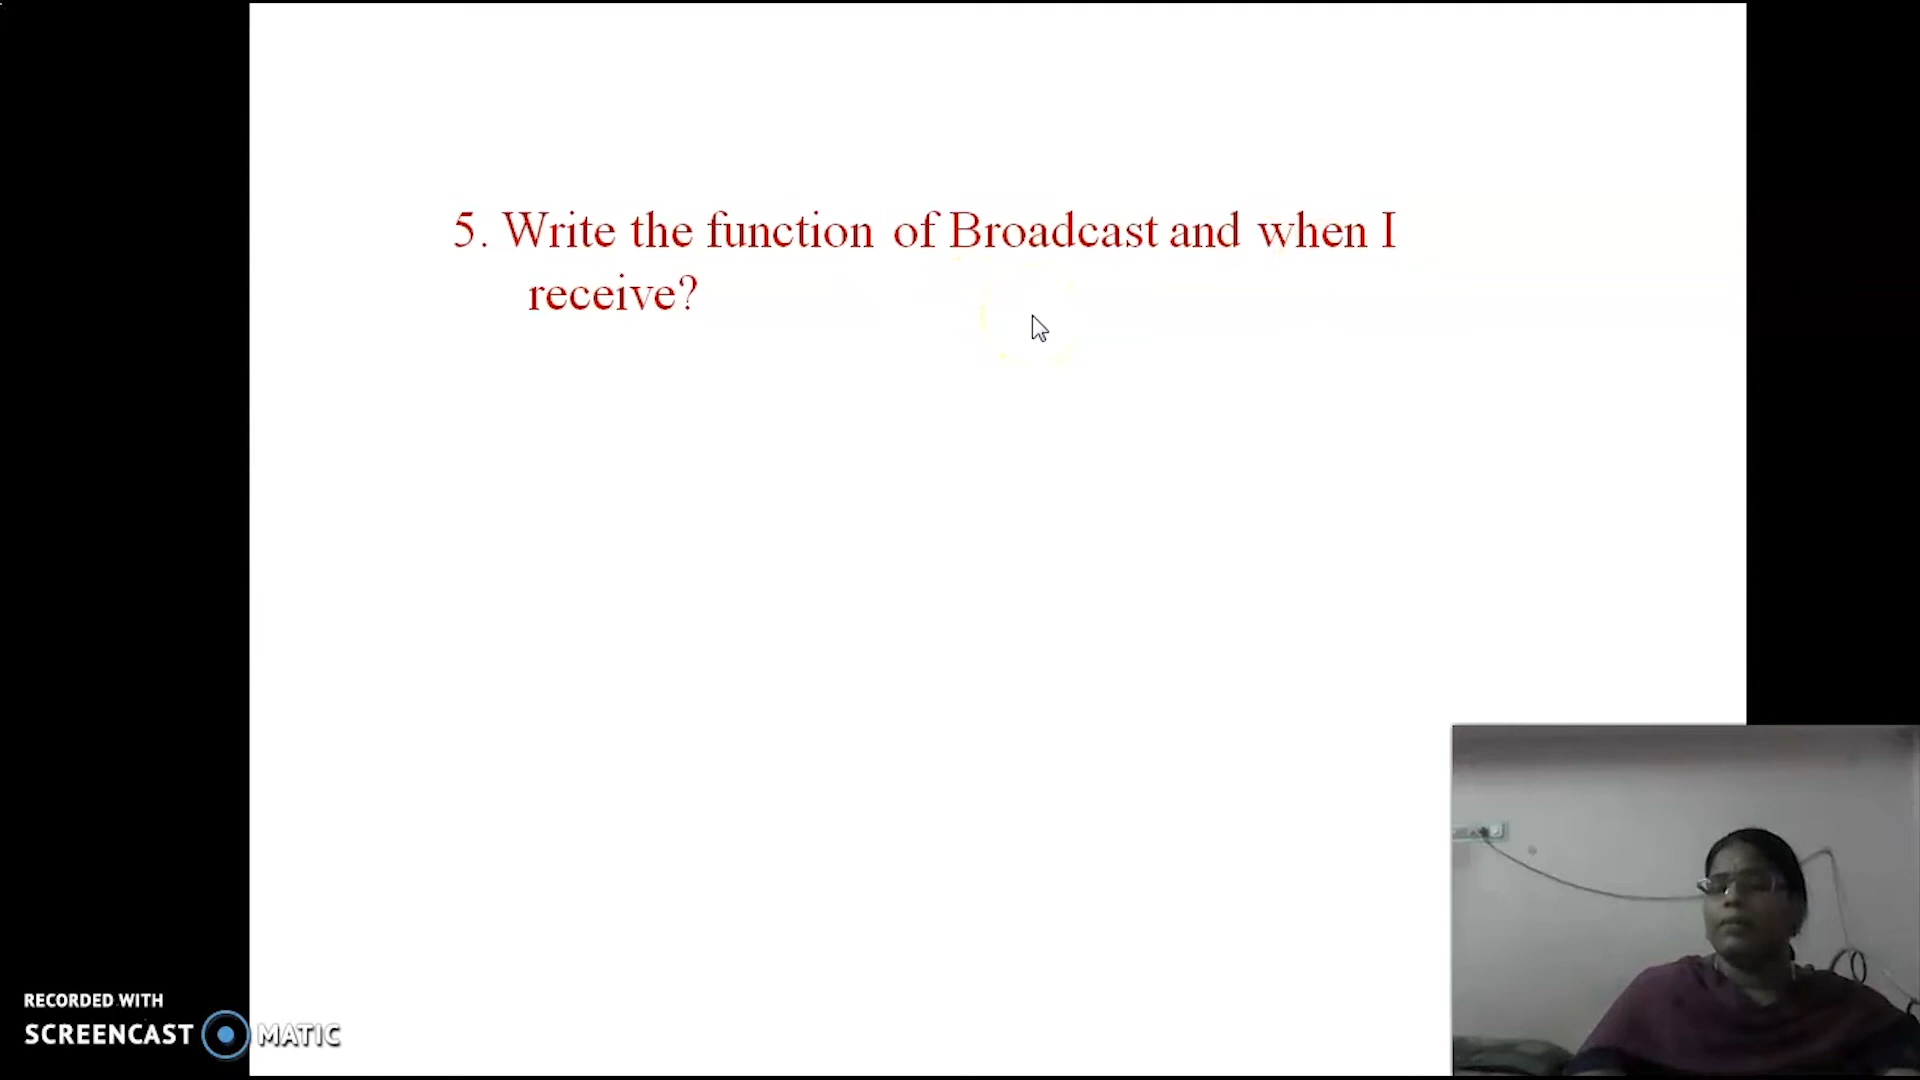 5. Write the function of Broadcast and when I
receive?
RECORDED WITH
SCREENCAST MATIC